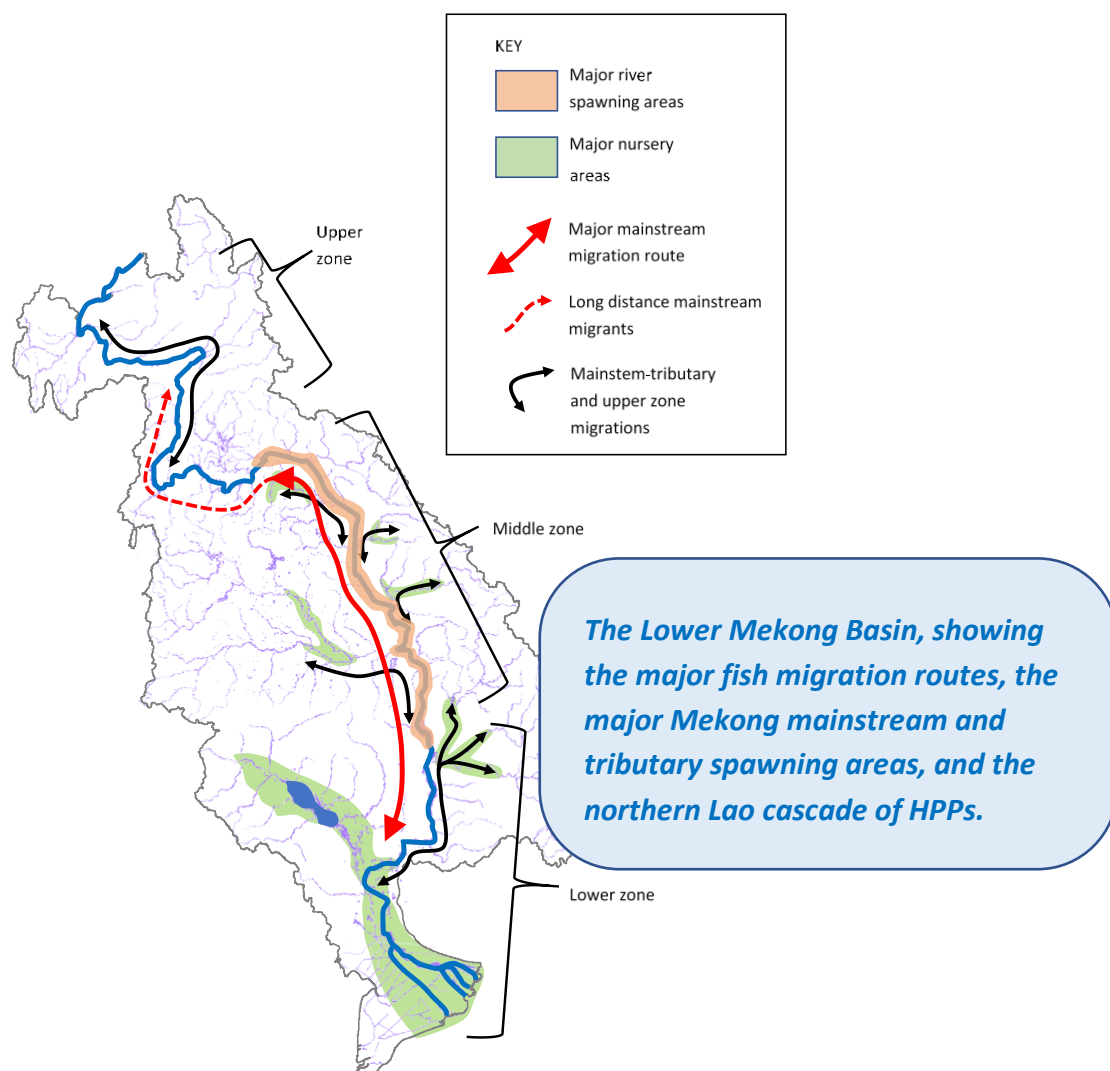 KEY
Major river
spawning areas
Major nursery
areas
Major mainstream
migration route
Long distance mainstream
migrants
Mainstem-tributary
and upper zone
migrations
Upper
zone
Middle zone
The Lower Mekong Basin, showing
the major fish migration routes, the
major Mekong mainstream and
tributary spawning areas, and the
northern Lao cascade of HPPs.
Lower zone